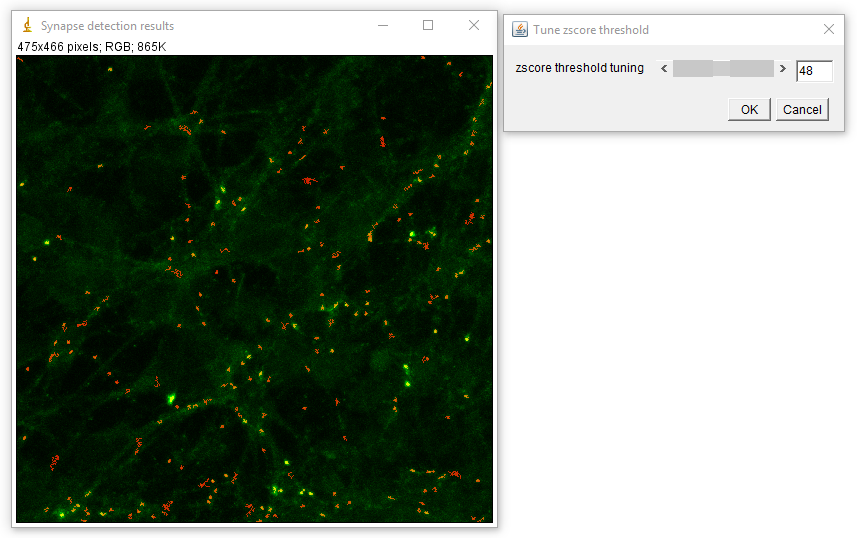 Synapse detection results
475x466 pixels; RGB; 865K
Tune zscore threshold
zscore threshold tuning
48
OK
Cancel